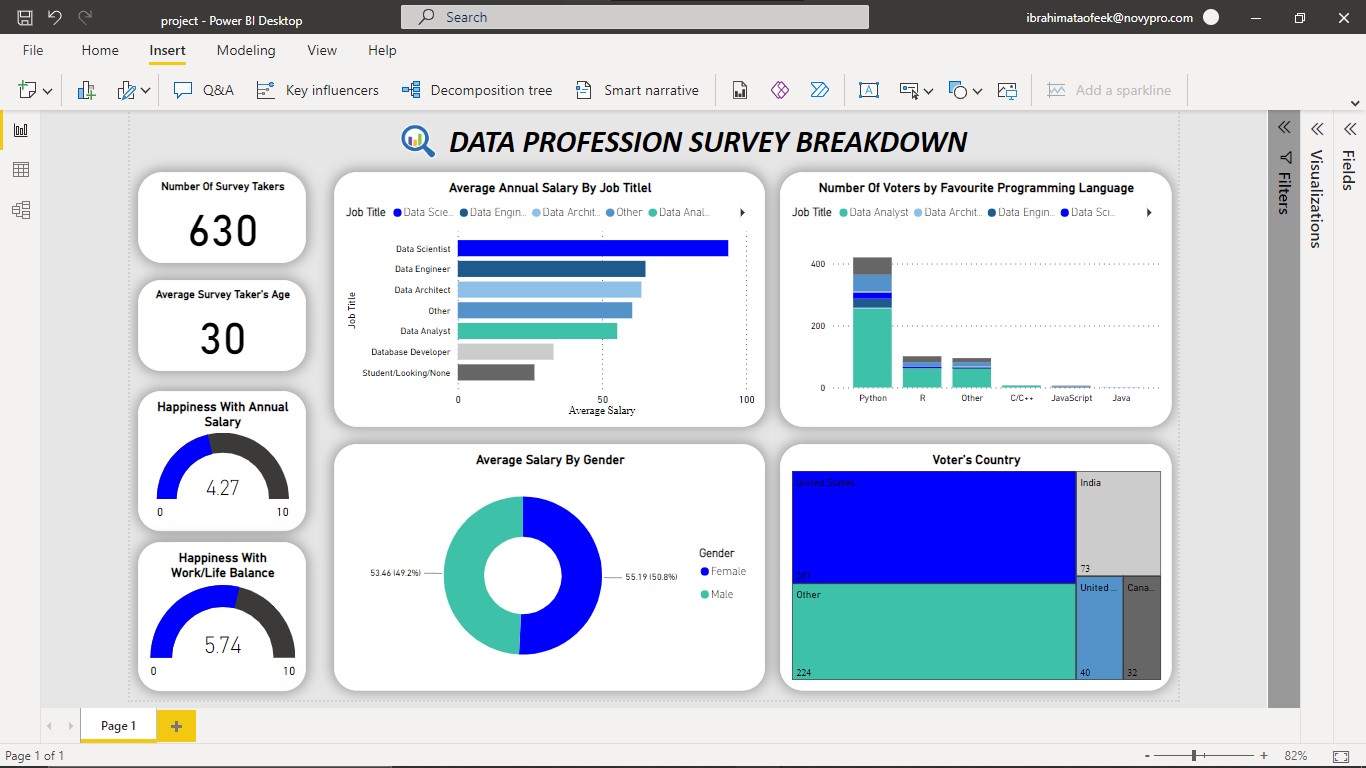 project - Power BI Desktop
Search
ibrahimataofeek@novypro.com
File Home Insert Modeling View Help
Q&A Key influencers Decomposition tree Smart narrative Add a sparkline
DATA PROFESSION SURVEY BREAKDOWN
Number Of Survey Takers
630
Average Survey Taker's Age
30
Happiness With Annual
Salary
4.27
0 10
Happiness With
Work/Life Balance
5.74
0 10
Average Annual Salary By Job Titlel
Job Title Data Scie... Data Engin... Data Archit... Other Data Anal...
Job Title
Data Scientist
Data Engineer
Data Architect
Other
Data Analyst
Database Developer
Student/Looking/None
0 50 100
Average Salary
Number Of Voters by Favourite Programming Language
Job Title Data Analyst Data Archit... Data Engin... Data Sci...
400
200
0
Python R Other C/C++ JavaScript Java
Average Salary By Gender
53.46 (49.2%)
55.19 (50.8%)
Gender
Female
Male
Voter's Country
United States
Other
224
India
73
United ...
40
Cana...
32
Filters
Visualizations
Fields
Page 1
Page 1 of 1
- + 82%